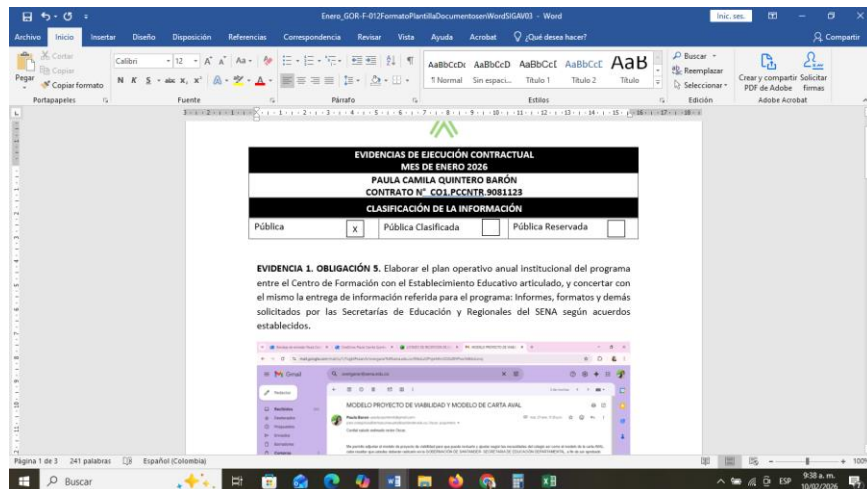 Enero_GOR-F-012FormatoPlantillaDocumentosenWordSIGAV03 - Word
Inic. ses.
Archivo Inicio Insertar Diseño Disposición Referencias Correspondencia Revisar Vista Ayuda Acrobat ¿Qué desea hacer? Compartir
Pegar
Cortar
Copiar
Copiar formato
Portapapeles
Calibri 12
N K S
Fuente
Párrafo
AaBbCcDc AaBbCcD AaBbCcE AaBbCcE AaB
¶ Normal Sin espaci... Título 1 Título 2 Título
Estilos
Buscar
Reemplazar
Seleccionar
Edición
Crear y compartir PDF de Adobe
Solicitar firmas
Adobe Acrobat
EVIDENCIAS DE EJECUCIÓN CONTRACTUAL
MES DE ENERO 2026
PAULA CAMILA QUINTERO BARÓN
CONTRATO N° CO1.PCCNTR.9081123
CLASIFICACIÓN DE LA INFORMACIÓN
Pública X Pública Clasificada Pública Reservada
EVIDENCIA 1. OBLIGACIÓN 5. Elaborar el plan operativo anual institucional del programa
entre el Centro de Formación con el Establecimiento Educativo articulado, y concertar con
el mismo la entrega de información referida para el programa: Informes, formatos y demás
solicitados por las Secretarías de Educación y Regionales del SENA según acuerdos
establecidos.
Gmail
Redactar
MODELO PROYECTO DE VIABILIDAD Y MODELO DE CARTA AVAL
Paula Baron
Página 1 de 3 241 palabras Español (Colombia) 100%
Buscar
ESP
9:38 a. m.
10/02/2026